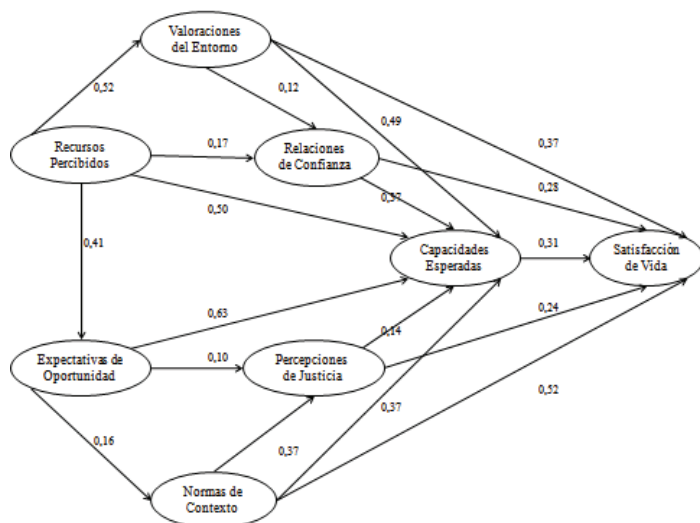 Valoraciones
del Entorno
0,52
0,12
0,49
0,37
Recursos
Percibidos
0,17
Relaciones
de Confianza
0,28
0,57
0,50
0,41
Capacidades
Esperadas
0,31
Satisfacción
de Vida
0,63
0,24
0,14
Expectativas de
Oportunidad
0,10
Percepciones
de Justicia
0,52
0,37
0,16
0,37
Normas de
Contexto